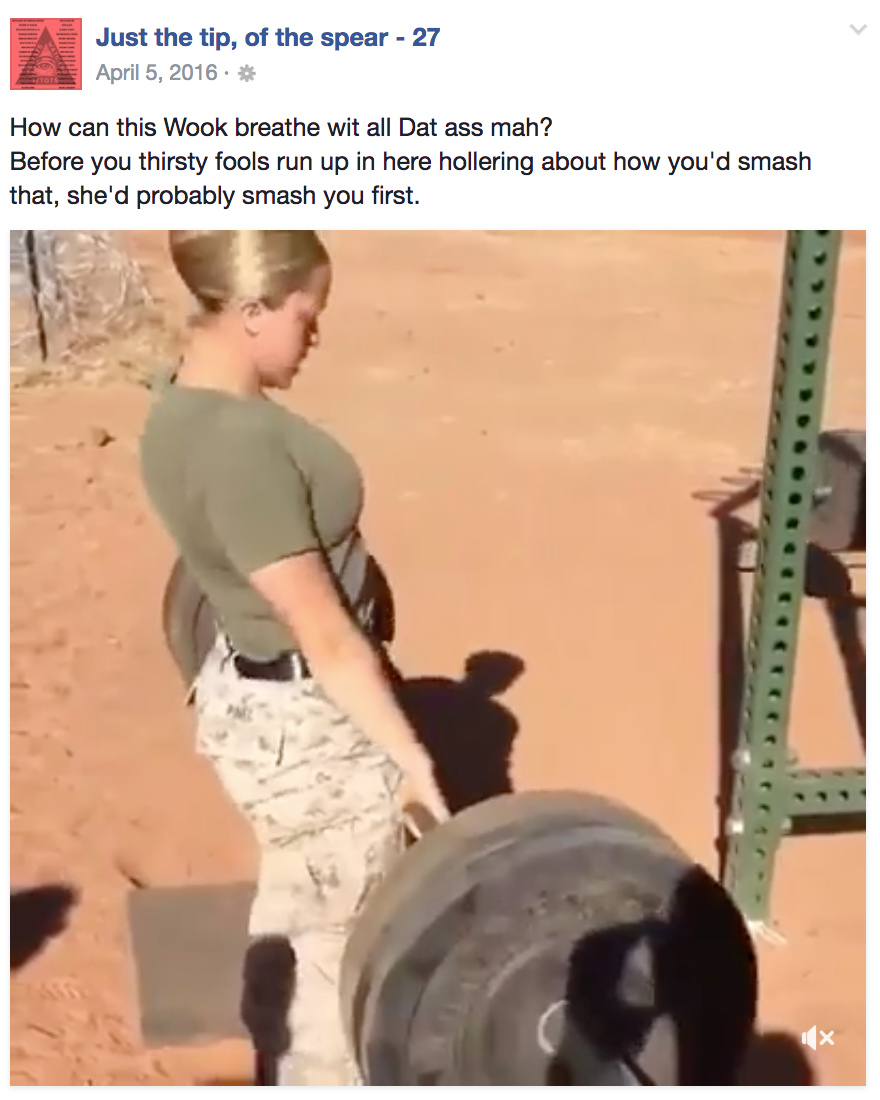 Just the tip, of the spear - 27
April 5, 2016 ·
How can this Wook breathe wit all Dat ass mah?
Before you thirsty fools run up in here hollering about how you'd smash
that, she'd probably smash you first.